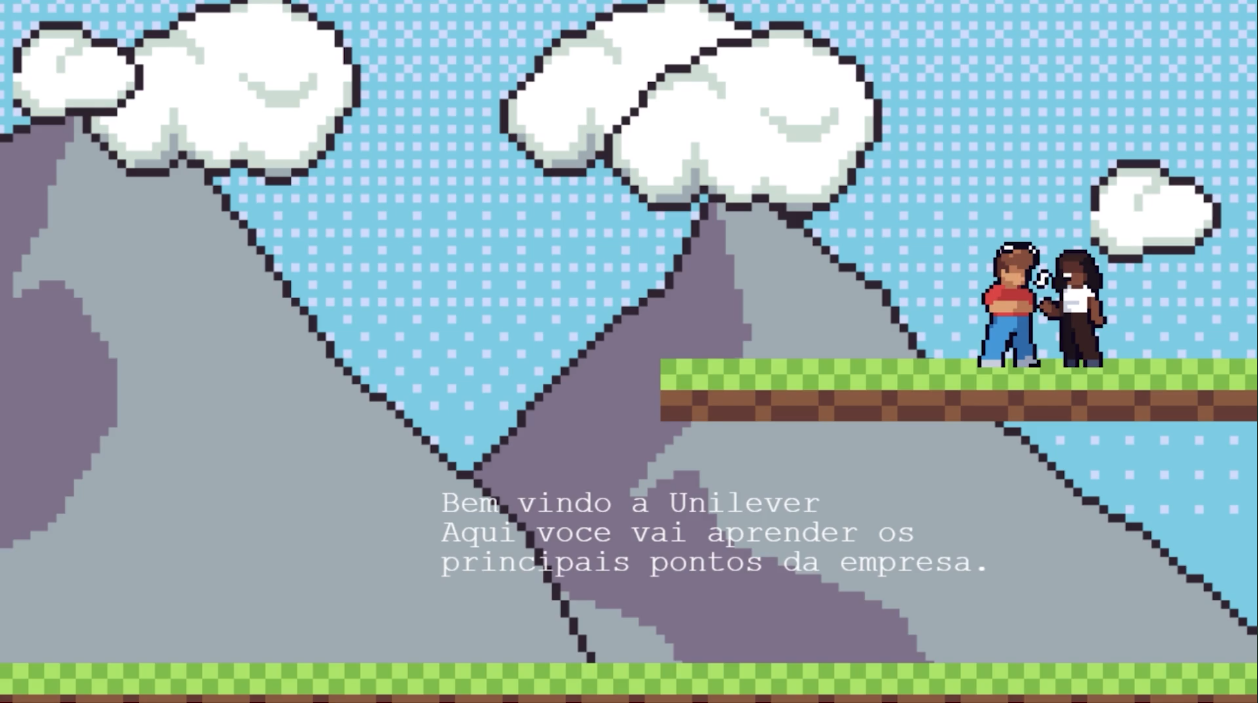 Bem vindo a Unilever
Aqui voce vai aprender os
principais pontos da empresa.